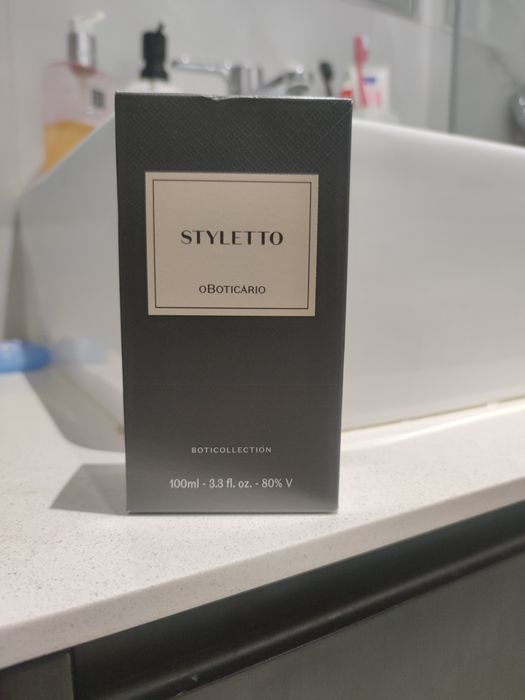 STYLETTO
oBOTICÁRIO
BOTICOLLECTION
100ml - 3.3 fl. oz. - 80% V